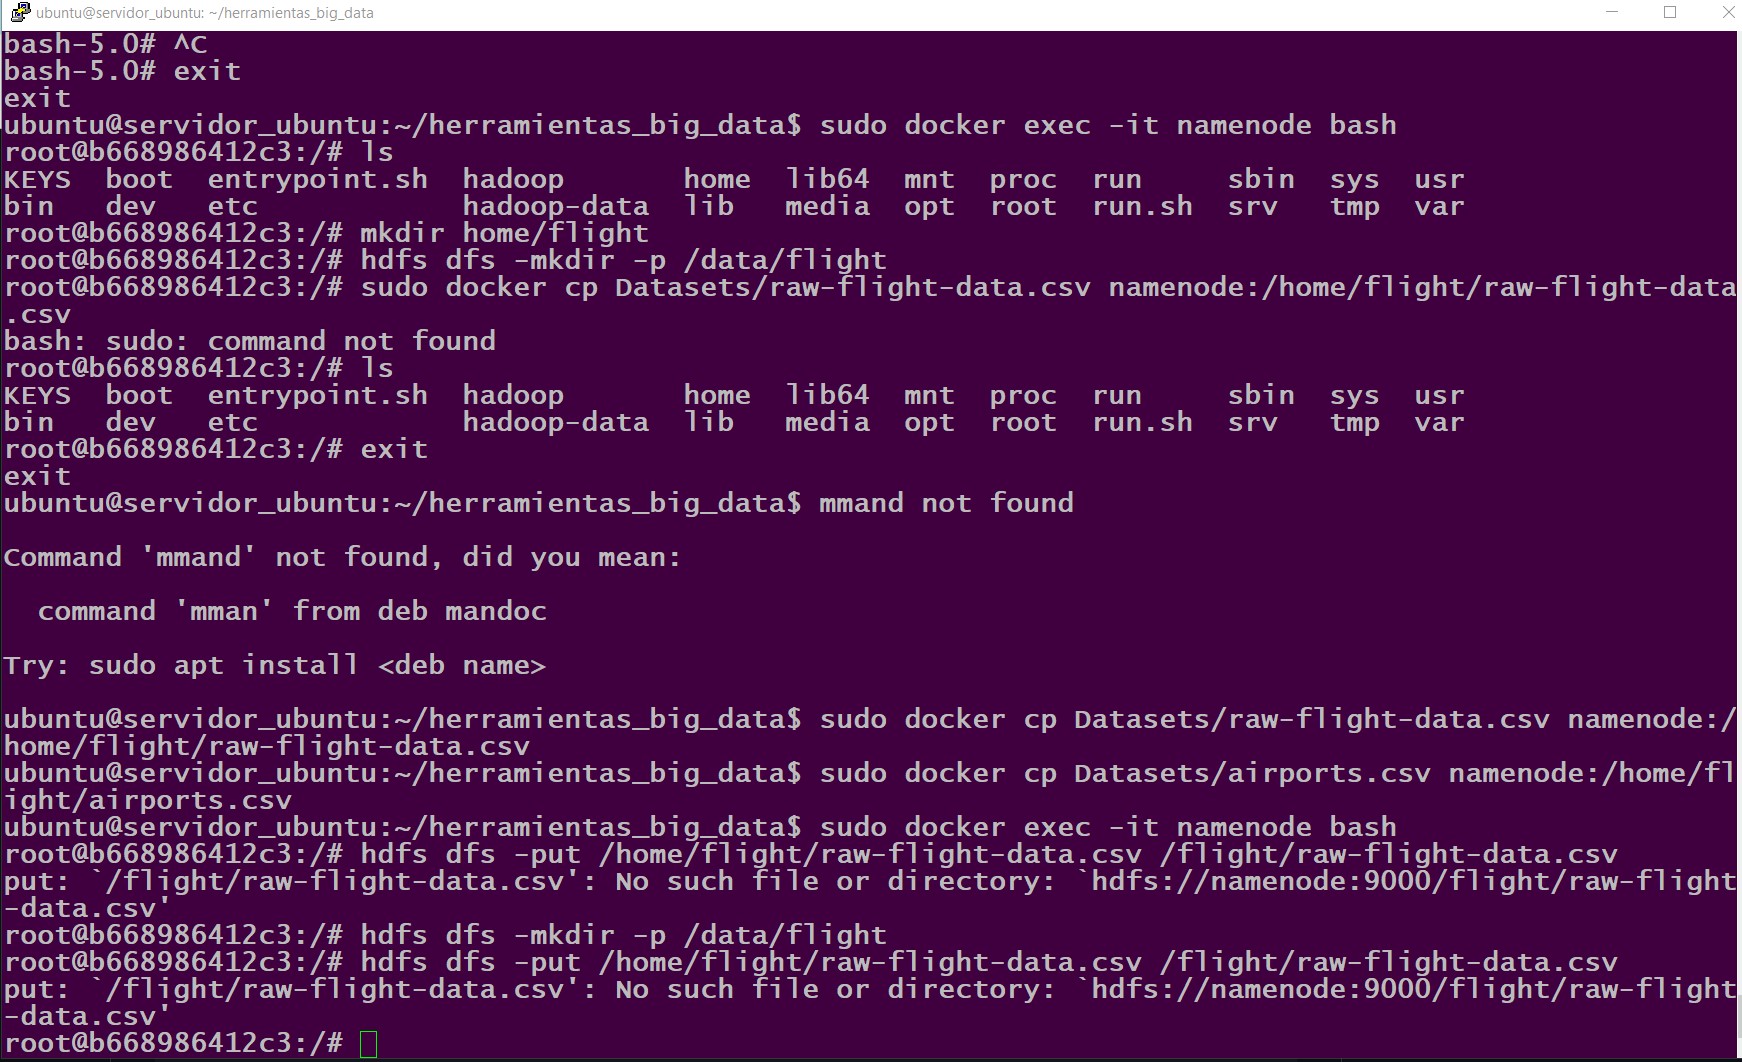 ubuntu@servidor_ubuntu: ~/herramientas_big_data
bash-5.0# ^C
bash-5.0# exit
exit
ubuntu@servidor_ubuntu:~/herramientas_big_data$ sudo docker exec -it namenode bash
root@b668986412c3:/# ls
KEYS  boot  entrypoint.sh  hadoop       home  lib64  mnt  proc  run     sbin  sys  usr
bin   dev   etc            hadoop-data  lib   media  opt  root  run.sh  srv   tmp  var
root@b668986412c3:/# mkdir home/flight
root@b668986412c3:/# hdfs dfs -mkdir -p /data/flight
root@b668986412c3:/# sudo docker cp Datasets/raw-flight-data.csv namenode:/home/flight/raw-flight-data
.csv
bash: sudo: command not found
root@b668986412c3:/# ls
KEYS  boot  entrypoint.sh  hadoop       home  lib64  mnt  proc  run     sbin  sys  usr
bin   dev   etc            hadoop-data  lib   media  opt  root  run.sh  srv   tmp  var
root@b668986412c3:/# exit
exit
ubuntu@servidor_ubuntu:~/herramientas_big_data$ mmand not found
Command 'mmand' not found, did you mean:
  command 'mman' from deb mandoc
Try: sudo apt install <deb name>
ubuntu@servidor_ubuntu:~/herramientas_big_data$ sudo docker cp Datasets/raw-flight-data.csv namenode:/
home/flight/raw-flight-data.csv
ubuntu@servidor_ubuntu:~/herramientas_big_data$ sudo docker cp Datasets/airports.csv namenode:/home/fl
ight/airports.csv
ubuntu@servidor_ubuntu:~/herramientas_big_data$ sudo docker exec -it namenode bash
root@b668986412c3:/# hdfs dfs -put /home/flight/raw-flight-data.csv /flight/raw-flight-data.csv
put: `/flight/raw-flight-data.csv': No such file or directory: `hdfs://namenode:9000/flight/raw-flight
-data.csv'
root@b668986412c3:/# hdfs dfs -mkdir -p /data/flight
root@b668986412c3:/# hdfs dfs -put /home/flight/raw-flight-data.csv /flight/raw-flight-data.csv
put: `/flight/raw-flight-data.csv': No such file or directory: `hdfs://namenode:9000/flight/raw-flight
-data.csv'
root@b668986412c3:/#